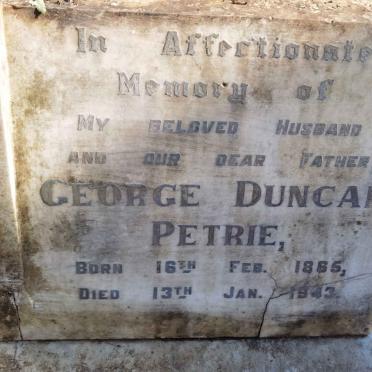 In Affectionate
Memory of
MY BELOVED HUSBAND
AND OUR DEAR FATHER
GEORGE DUNCAN
PETRIE,
BORN 16TH FEB. 1865,
DIED 13TH JAN. 1943.